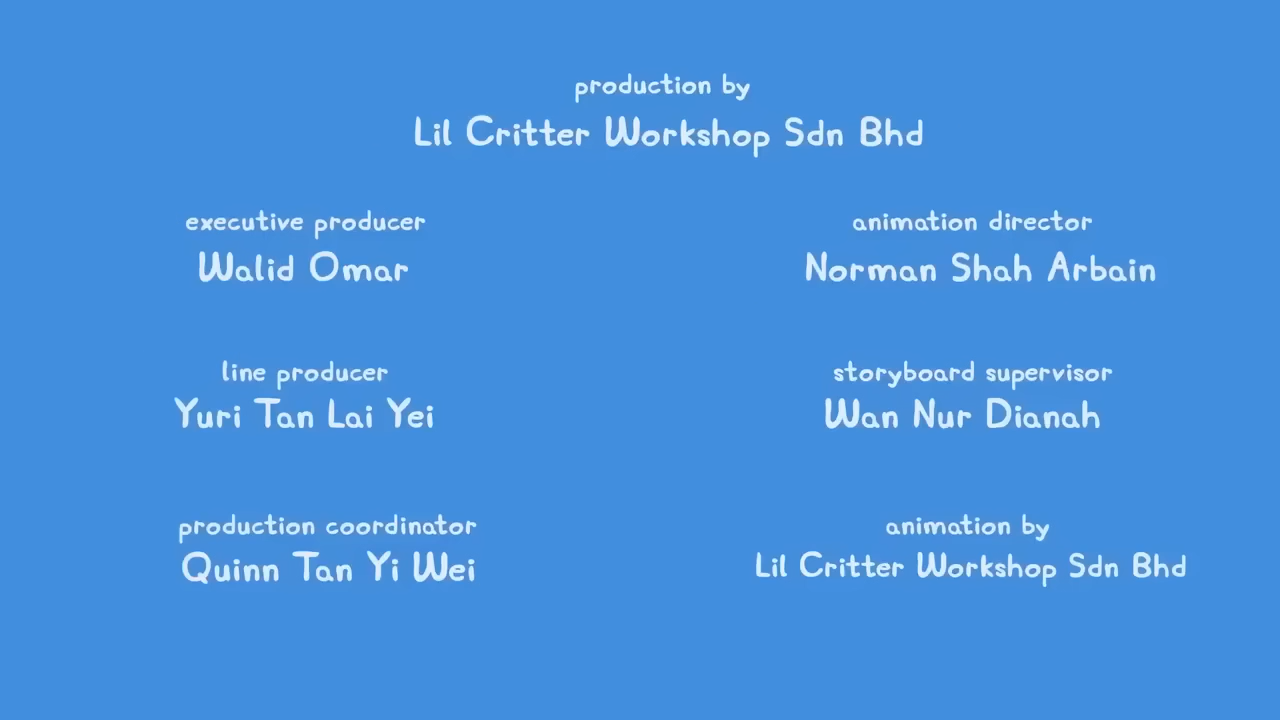 production by
Lil Critter Workshop Sdn Bhd
executive producer
Walid Omar
animation director
Norman Shah Arbain
line producer
Yuri Tan Lai Yei
storyboard supervisor
Wan Nur Dianah
production coordinator
Quinn Tan Yi Wei
animation by
Lil Critter Workshop Sdn Bhd